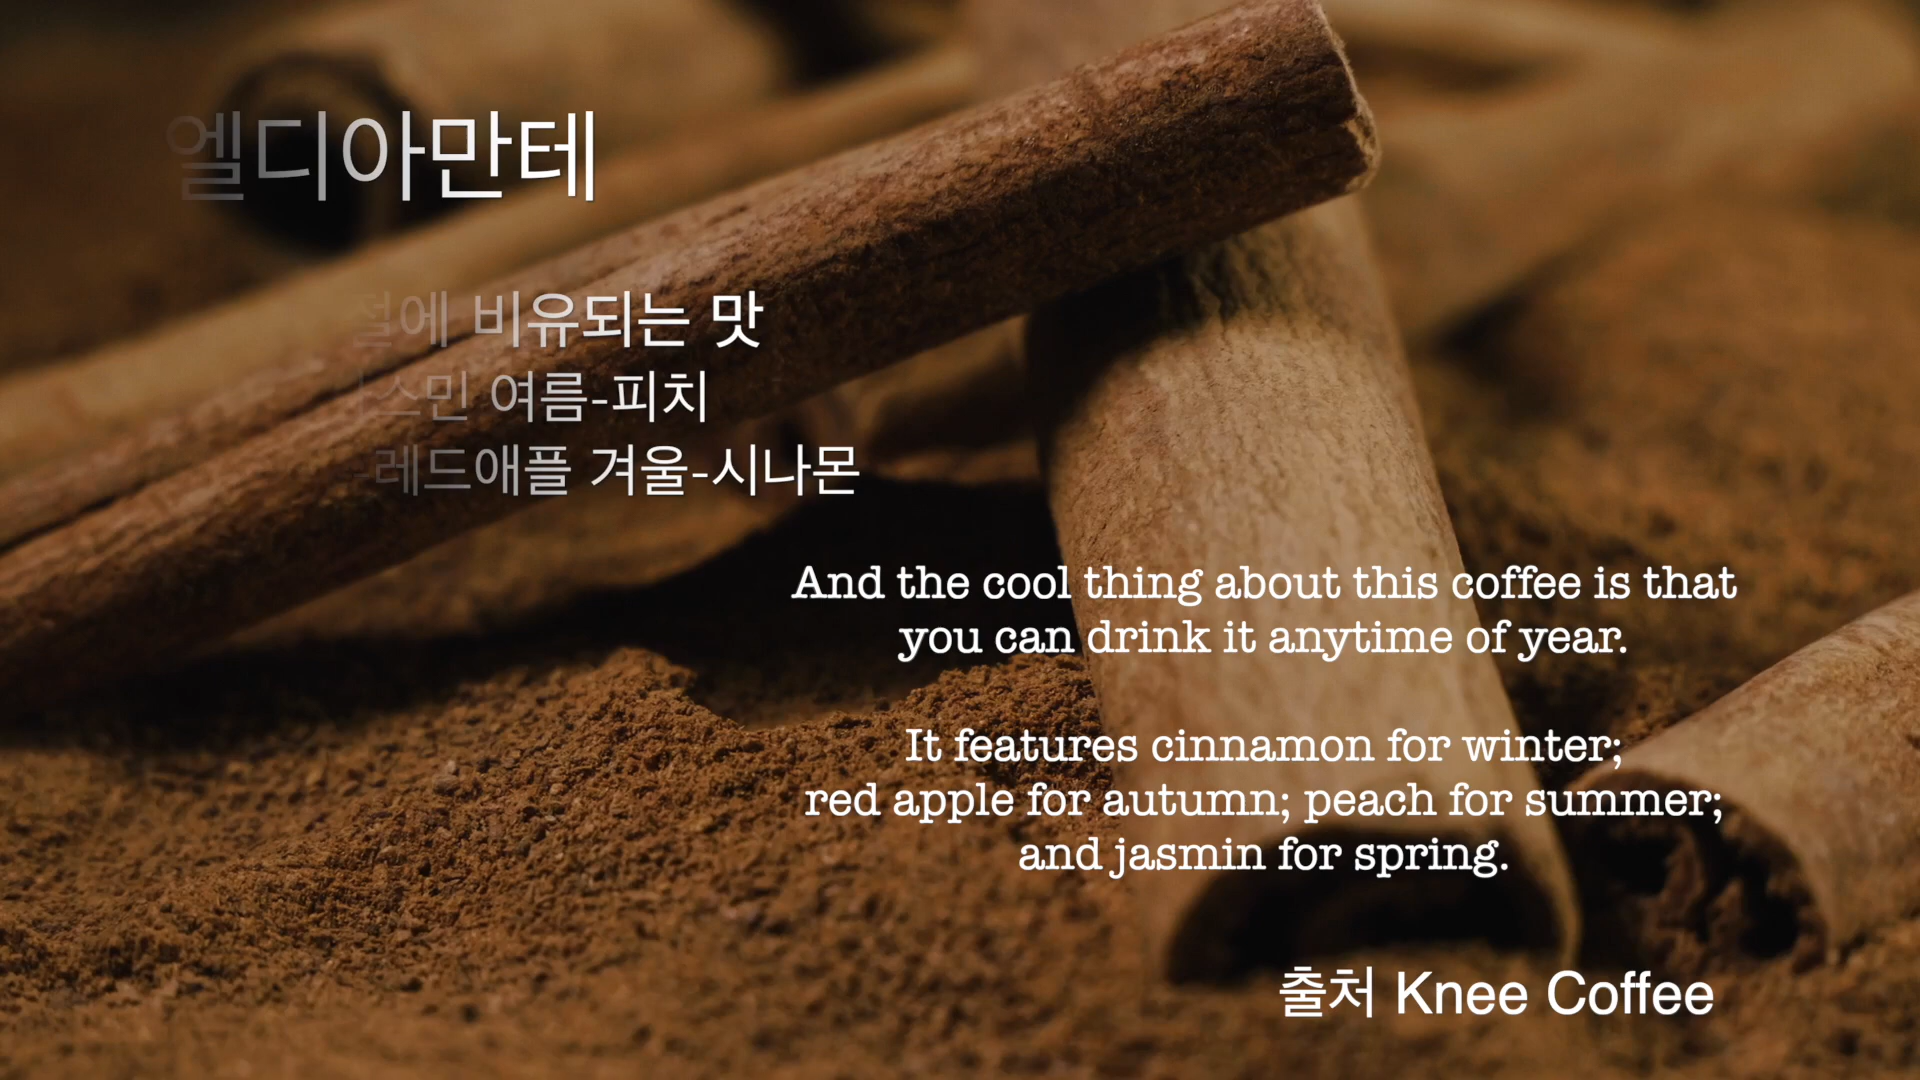 엘디아만테
비유되는 맛
여름-피치
레드애플 겨울-시나몬
And the cool thing about this coffee is that
you can drink it anytime of year.
It features cinnamon for winter;
red apple for autumn; peach for summer;
and jasmin for spring.
출처 Knee Coffee